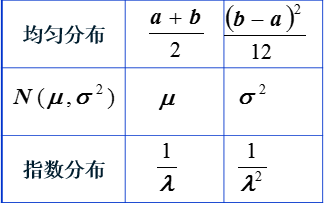 均匀分布 (a + b)/2 (b − a)²/12
N(μ, σ²) μ σ²
指数分布 1/λ 1/λ²